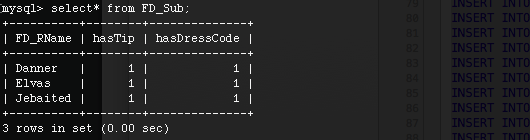 mysql> select* from FD_Sub;
+-----------+--------+--------------+
| FD_RName | hasTip | hasDressCode |
+-----------+--------+--------------+
| Danner | 1 | 1 |
| Elvas | 1 | 1 |
| Jebaited | 1 | 1 |
+-----------+--------+--------------+
3 rows in set (0.00 sec)
INSERT INTO
INSERT INTO
INSERT INTO
INSERT INTO
INSERT INTO
INSERT INTO
INSERT INTO
INSERT INTO